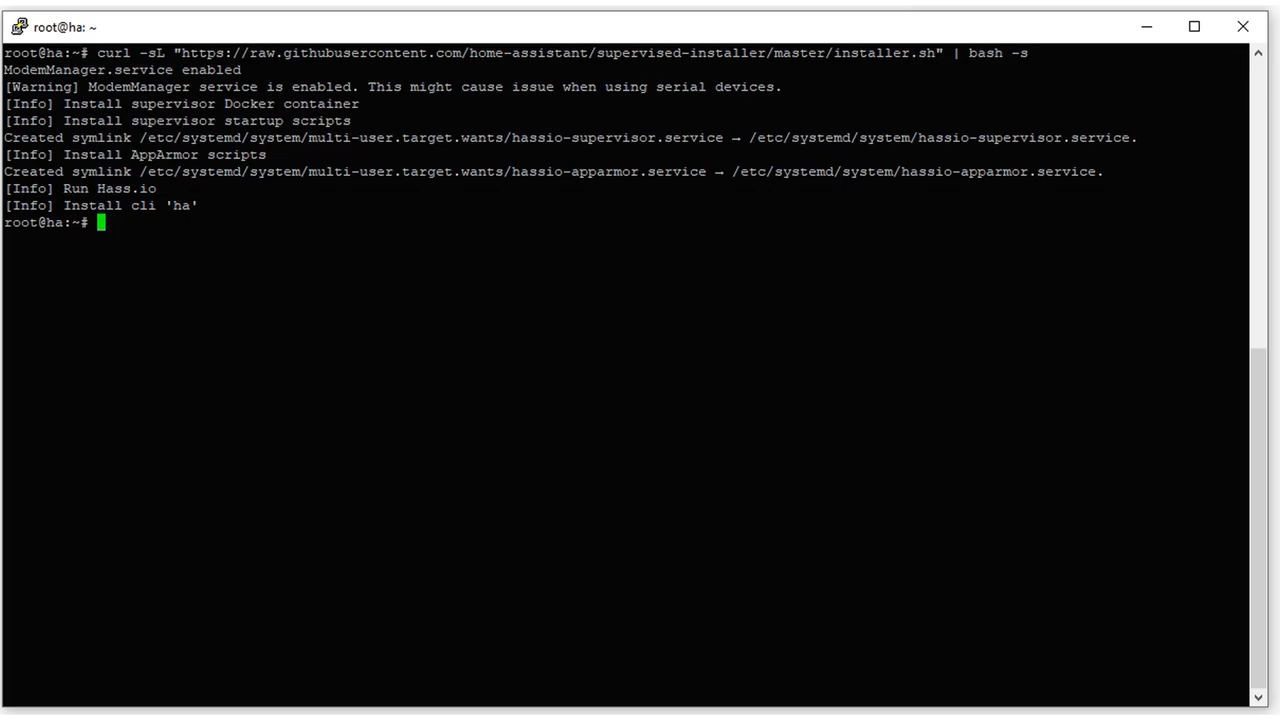 root@ha: ~
root@ha:~# curl -sL "https://raw.githubusercontent.com/home-assistant/supervised-installer/master/installer.sh" | bash -s
ModemManager.service enabled
[Warning] ModemManager service is enabled. This might cause issue when using serial devices.
[Info] Install supervisor Docker container
[Info] Install supervisor startup scripts
Created symlink /etc/systemd/system/multi-user.target.wants/hassio-supervisor.service → /etc/systemd/system/hassio-supervisor.service.
[Info] Install AppArmor scripts
Created symlink /etc/systemd/system/multi-user.target.wants/hassio-apparmor.service → /etc/systemd/system/hassio-apparmor.service.
[Info] Run Hass.io
[Info] Install cli 'ha'
root@ha:~#